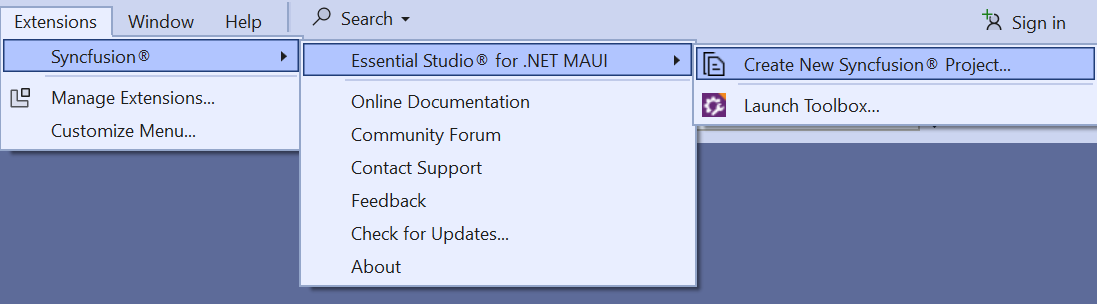 Extensions Window Help Search Sign in
Syncfusion®
Manage Extensions...
Customize Menu...
Essential Studio® for .NET MAUI
Online Documentation
Community Forum
Contact Support
Feedback
Check for Updates...
About
Create New Syncfusion® Project...
Launch Toolbox...